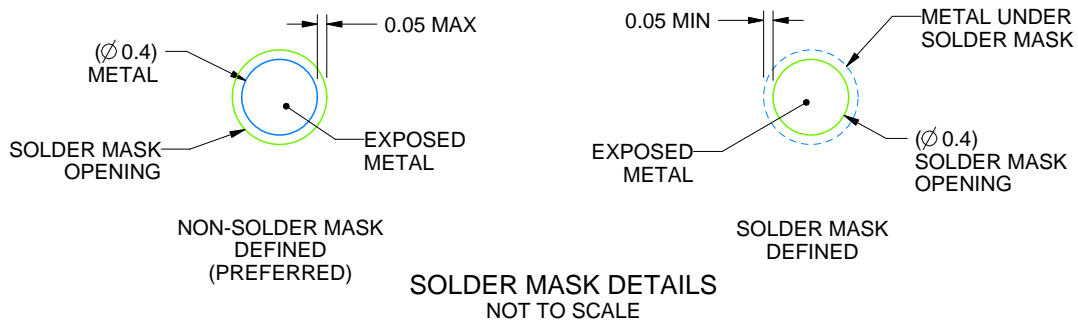 0.05 MAX
(Ø 0.4)
METAL
SOLDER MASK
OPENING
EXPOSED
METAL
NON-SOLDER MASK
DEFINED
(PREFERRED)
0.05 MIN
METAL UNDER
SOLDER MASK
EXPOSED
METAL
(Ø 0.4)
SOLDER MASK
OPENING
SOLDER MASK
DEFINED
SOLDER MASK DETAILS
NOT TO SCALE